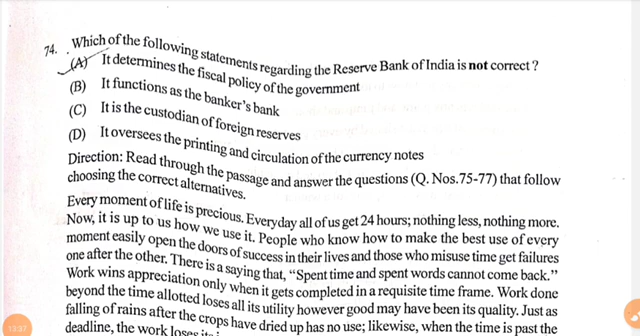 74. Which of the following statements regarding the Reserve Bank of India is not correct ?
(A) It determines the fiscal policy of the government
(B) It functions as the banker's bank
(C) It is the custodian of foreign reserves
(D) It oversees the printing and circulation of the currency notes
Direction: Read through the passage and answer the questions (Q. Nos.75-77) that follow
choosing the correct alternatives.
Every moment of life is precious. Everyday all of us get 24 hours; nothing less, nothing more.
Now, it is up to us how we use it. People who know how to make the best use of every
moment easily open the doors of success in their lives and those who misuse time get failures
one after the other. There is a saying that, “Spent time and spent words cannot come back.”
Work wins appreciation only when it gets completed in a requisite time frame. Work done
beyond the time allotted loses all its utility however good may have been its quality. Just as
falling of rains after the crops have dried up has no use; likewise, when the time is past the
deadline, the work loses